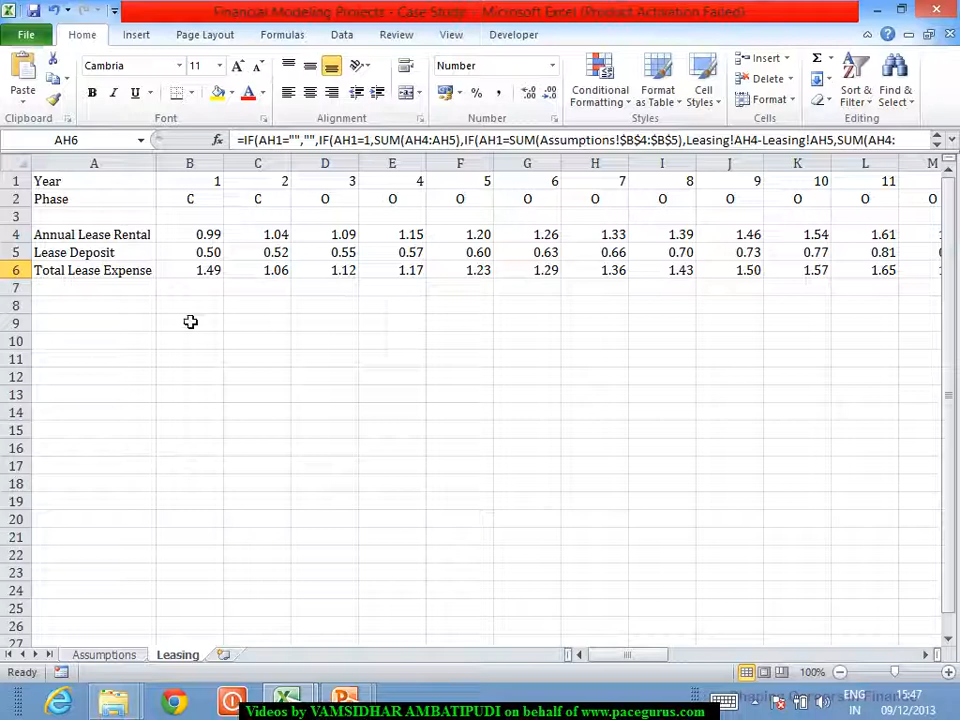 Financial Modeling Projects - Case Study - Microsoft Excel (Product Activation Failed)
File Home Insert Page Layout Formulas Data Review View Developer
Cambria 11 Number Insert
Paste Conditional Formatting Format as Table Cell Styles Delete Sort & Filter Find & Select
Format
Clipboard Font Alignment Number Styles Cells Editing
AH6 fx =IF(AH1="","",IF(AH1=1,SUM(AH4:AH5),IF(AH1=SUM(Assumptions!$B$4:$B$5),Leasing!AH4-Leasing!AH5,SUM(AH4:
A B C D E F G H I J K L M
1 Year 1 2 3 4 5 6 7 8 9 10 11
2 Phase C C O O O O O O O O O O
3
4 Annual Lease Rental 0.99 1.04 1.09 1.15 1.20 1.26 1.33 1.39 1.46 1.54 1.61
5 Lease Deposit 0.50 0.52 0.55 0.57 0.60 0.63 0.66 0.70 0.73 0.77 0.81
6 Total Lease Expense 1.49 1.06 1.12 1.17 1.23 1.29 1.36 1.43 1.50 1.57 1.65
7
8
9
10
11
12
13
14
15
16
17
18
19
20
21
22
23
24
25
26
27
Assumptions Leasing
Ready 100%
ENG 15:47
IN 09/12/2013
Videos by VAMSIDHAR AMBATIPUDI on behalf of www.pacegurus.com